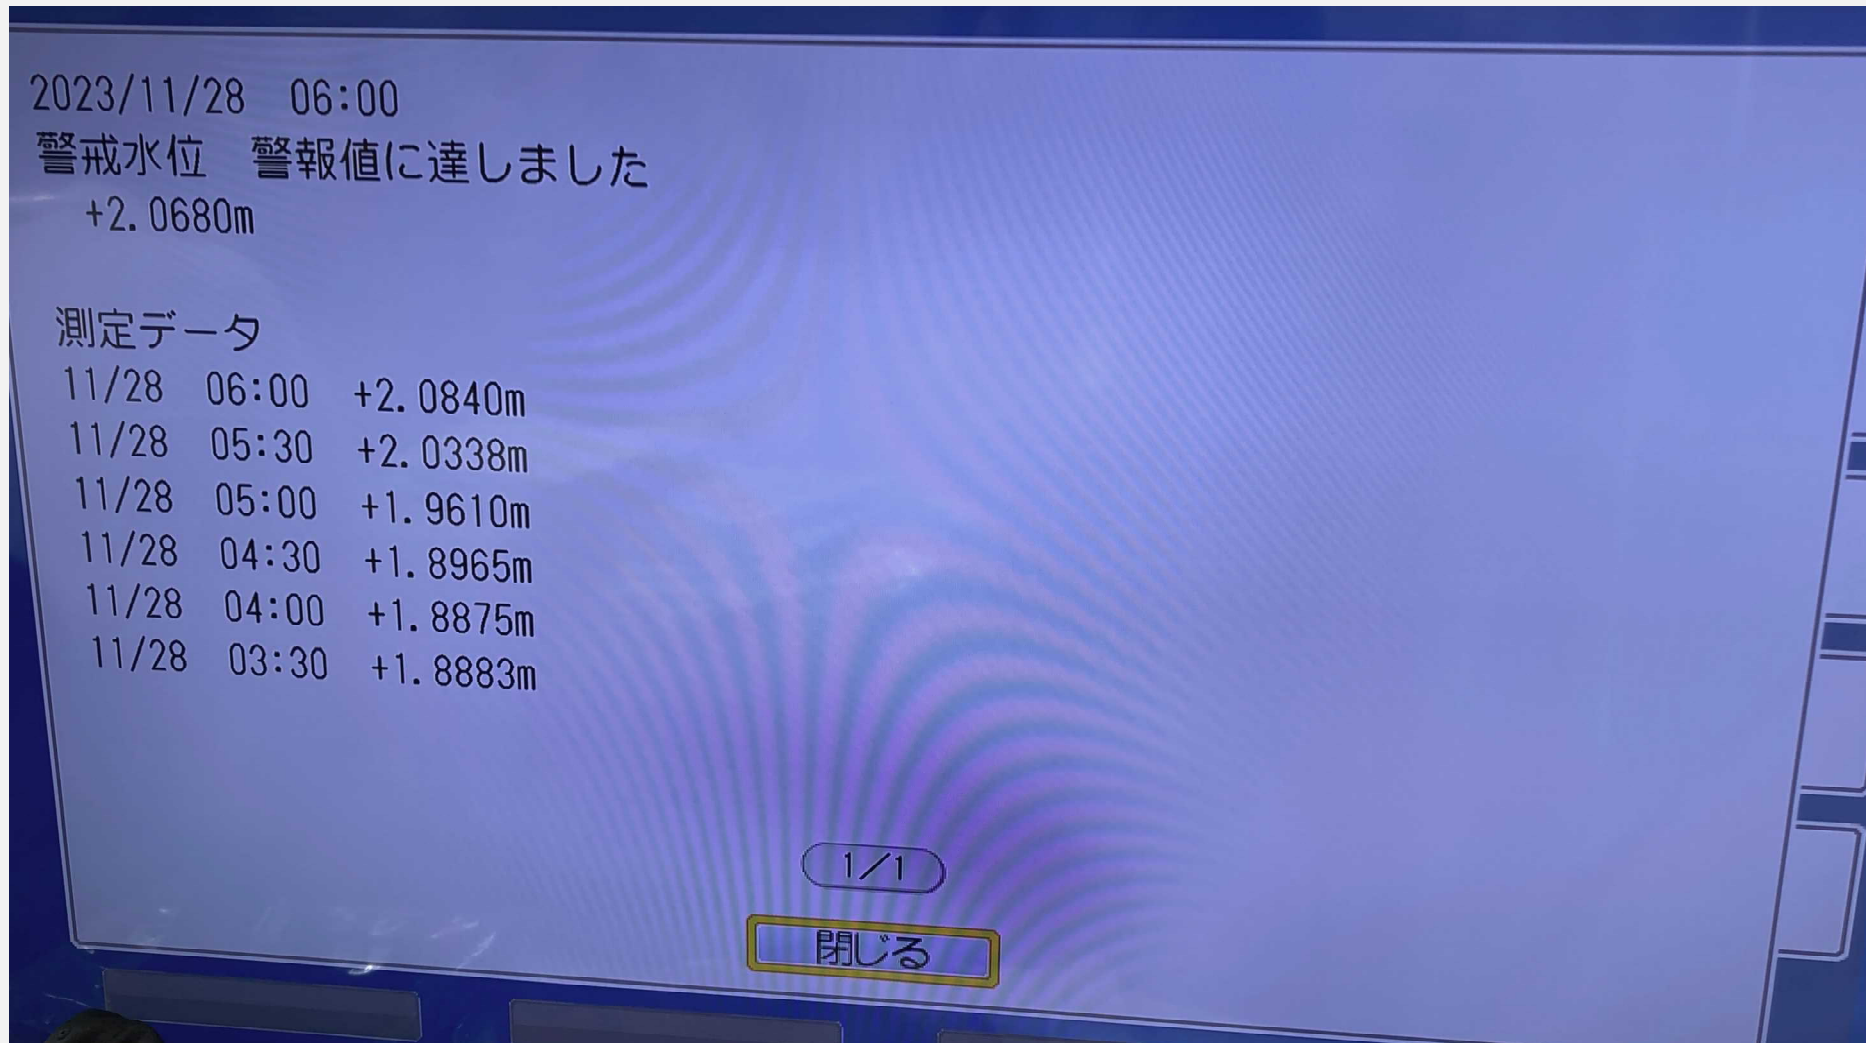 2023/11/28 06:00
警戒水位 警報値に達しました
+2.0680m
測定データ
11/28 06:00 +2.0840m
11/28 05:30 +2.0338m
11/28 05:00 +1.9610m
11/28 04:30 +1.8965m
11/28 04:00 +1.8875m
11/28 03:30 +1.8883m
1/1
閉じる